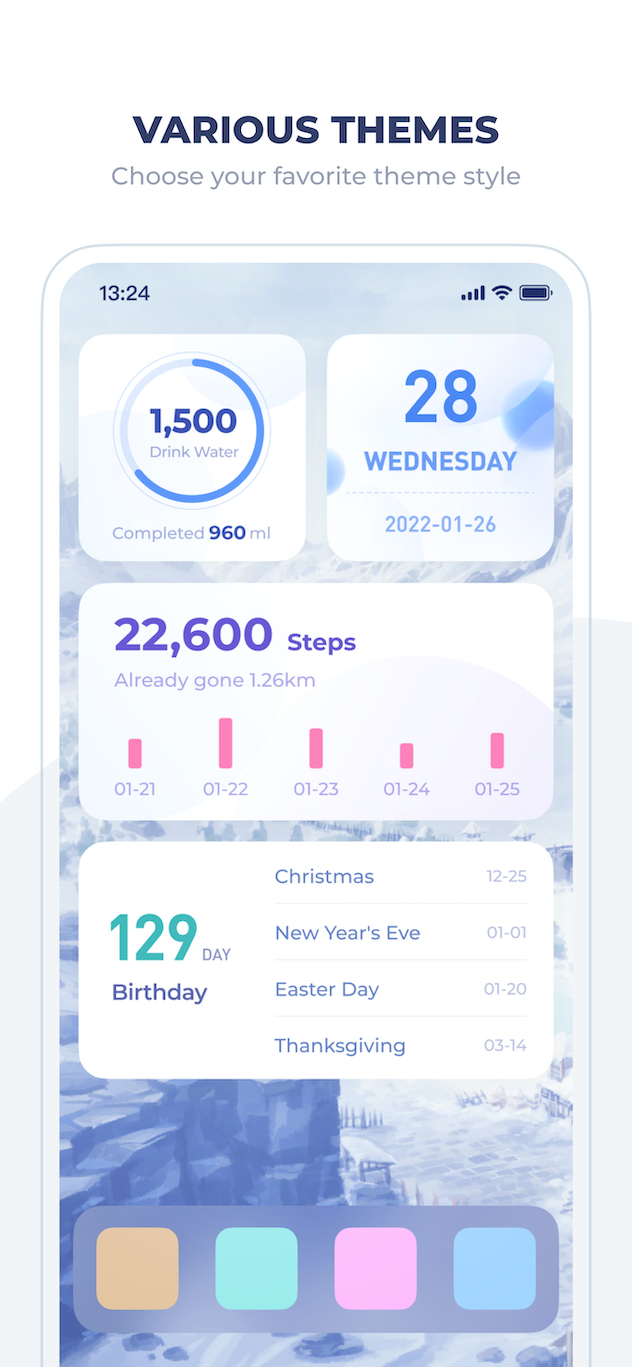 VARIOUS THEMES
Choose your favorite theme style
13:24
1,500
Drink Water
Completed 960 ml
28
WEDNESDAY
2022-01-26
22,600 Steps
Already gone 1.26km
01-21 01-22 01-23 01-24 01-25
129 DAY
Birthday
Christmas 12-25
New Year's Eve 01-01
Easter Day 01-20
Thanksgiving 03-14